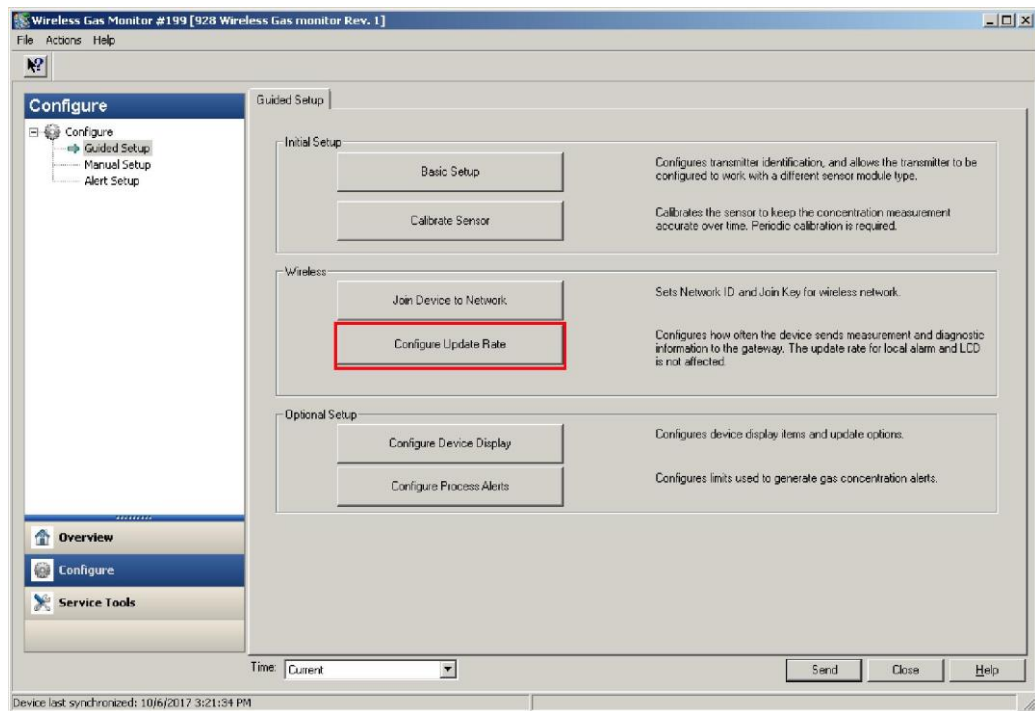 Wireless Gas Monitor #199 [928 Wireless Gas monitor Rev. 1]
File Actions Help
Configure
Configure
Guided Setup
Manual Setup
Alert Setup
Overview
Configure
Service Tools
Guided Setup
Initial Setup
Basic Setup
Configures transmitter identification, and allows the transmitter to be
configured to work with a different sensor module type.
Calibrate Sensor
Calibrates the sensor to keep the concentration measurement
accurate over time. Periodic calibration is required.
Wireless
Join Device to Network
Sets Network ID and Join Key for wireless network.
Configure Update Rate
Configures how often the device sends measurement and diagnostic
information to the gateway. The update rate for local alarm and LCD
is not affected.
Optional Setup
Configure Device Display
Configures device display items and update options.
Configure Process Alerts
Configures limits used to generate gas concentration alerts.
Time: Current
Send Close Help
Device last synchronized: 10/6/2017 3:21:34 PM